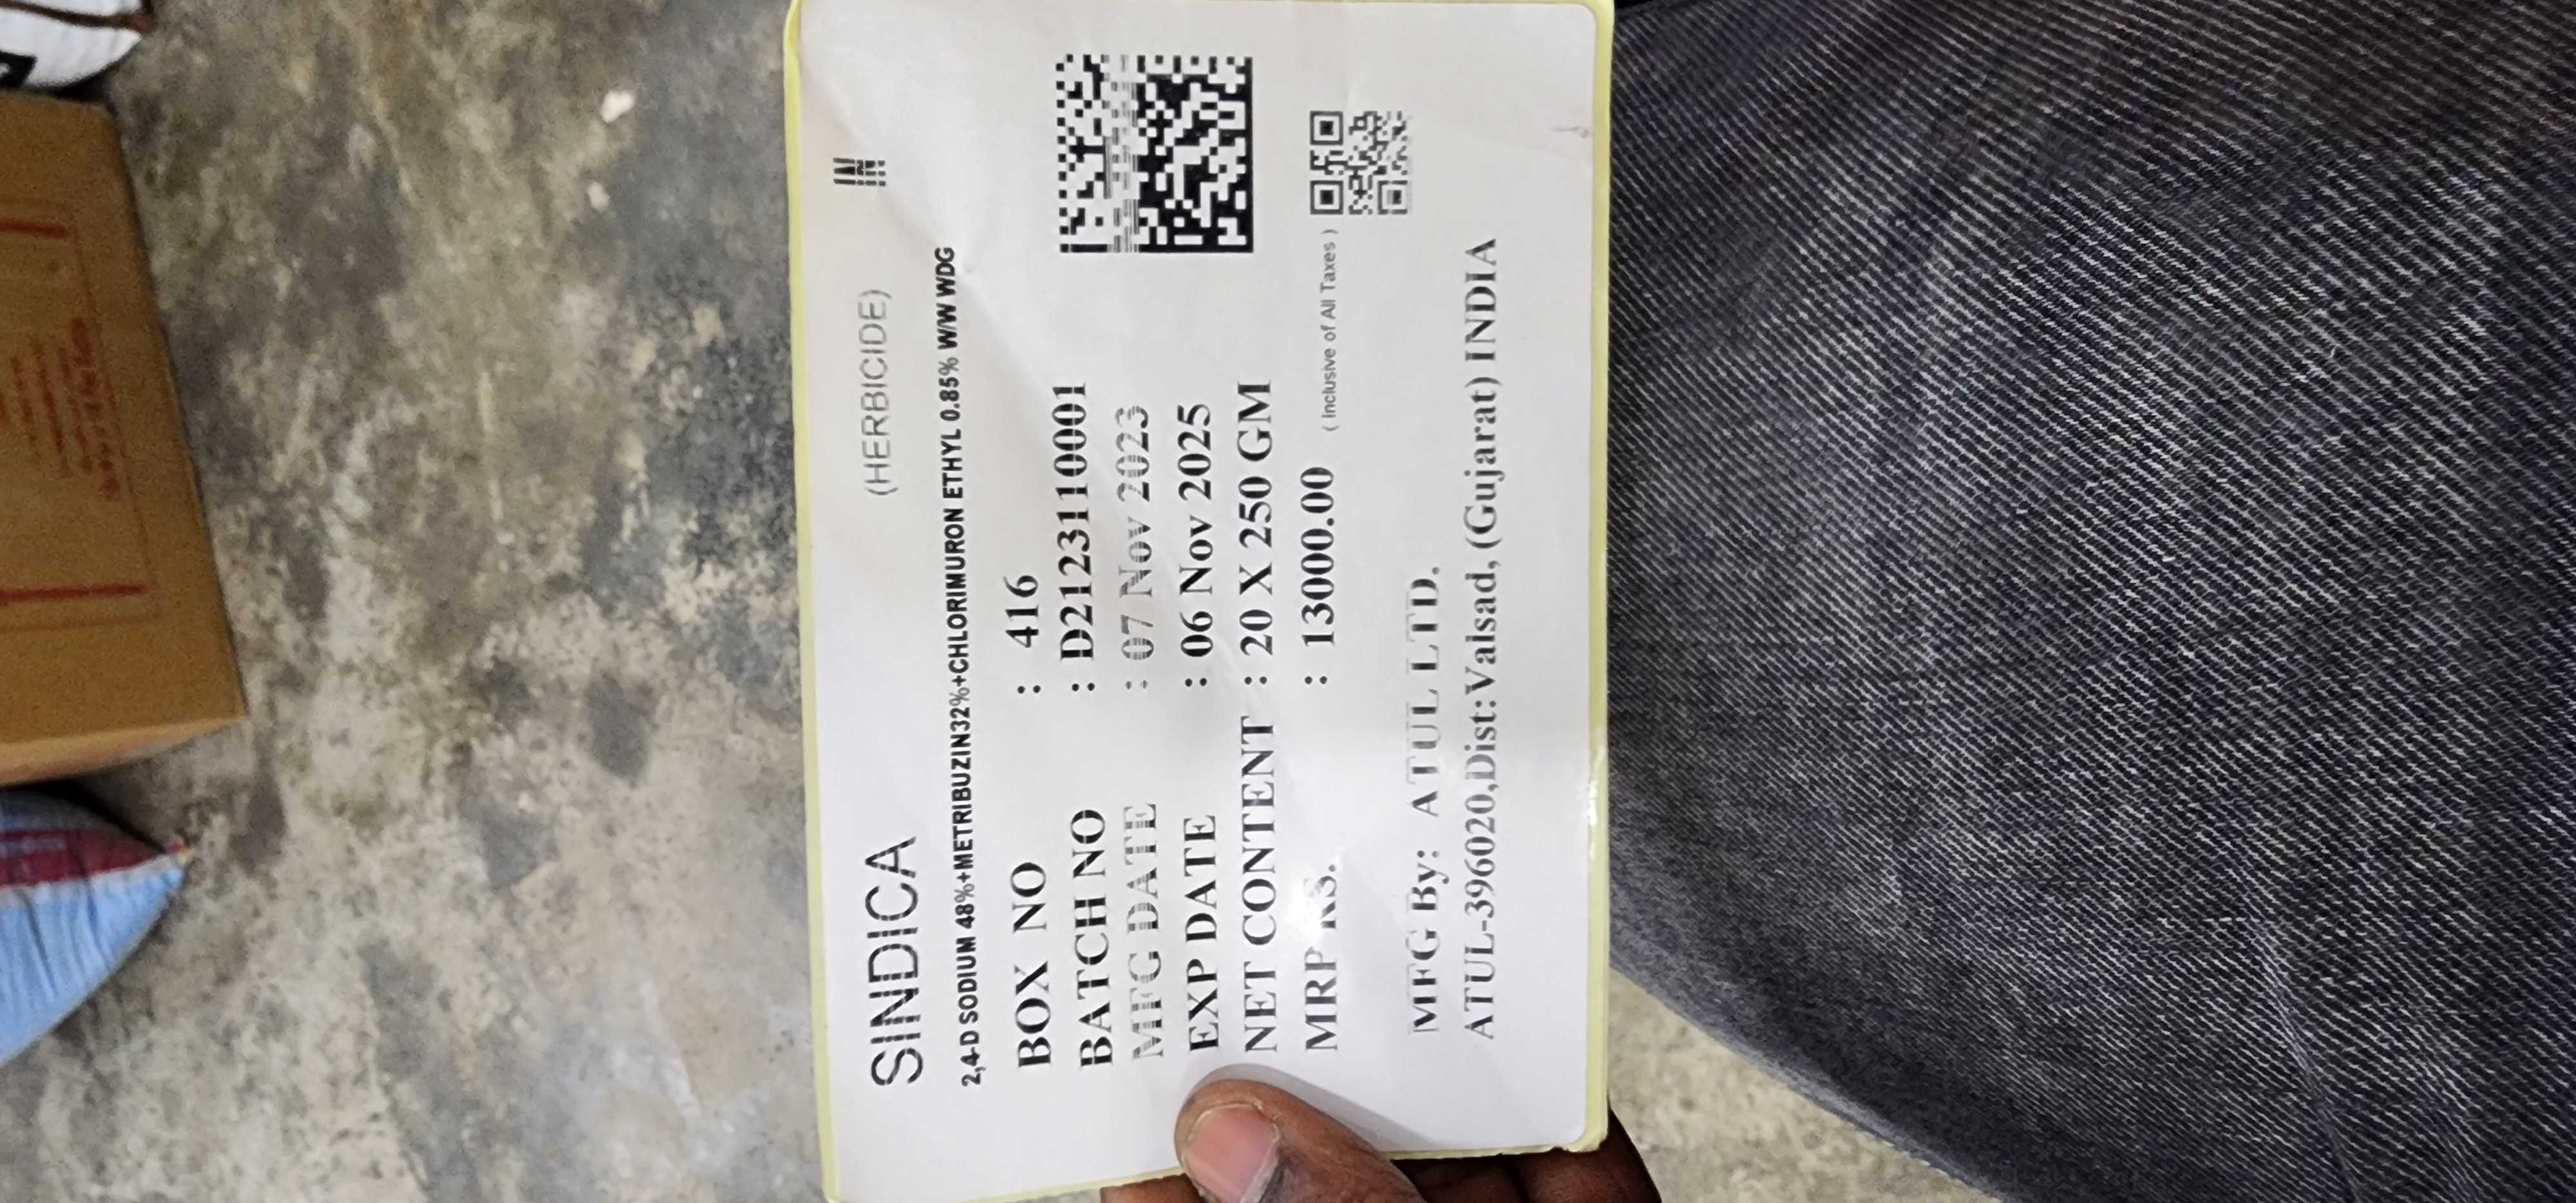 SINDICA (HERBICIDE)
2,4-D SODIUM 48%+METRIBUZIN32%+CHLORIMURON ETHYL 0.85% W/W WDG
BOX NO : 416
BATCH NO : D2123110001
MFG DATE : 07 Nov 2023
EXP DATE : 06 Nov 2025
NET CONTENT : 20 X 250 GM
MRP RS. : 13000.00 ( Inclusive of All Taxes )
MFG By: ATUL LTD.
ATUL-396020,Dist:Valsad, (Gujarat) INDIA